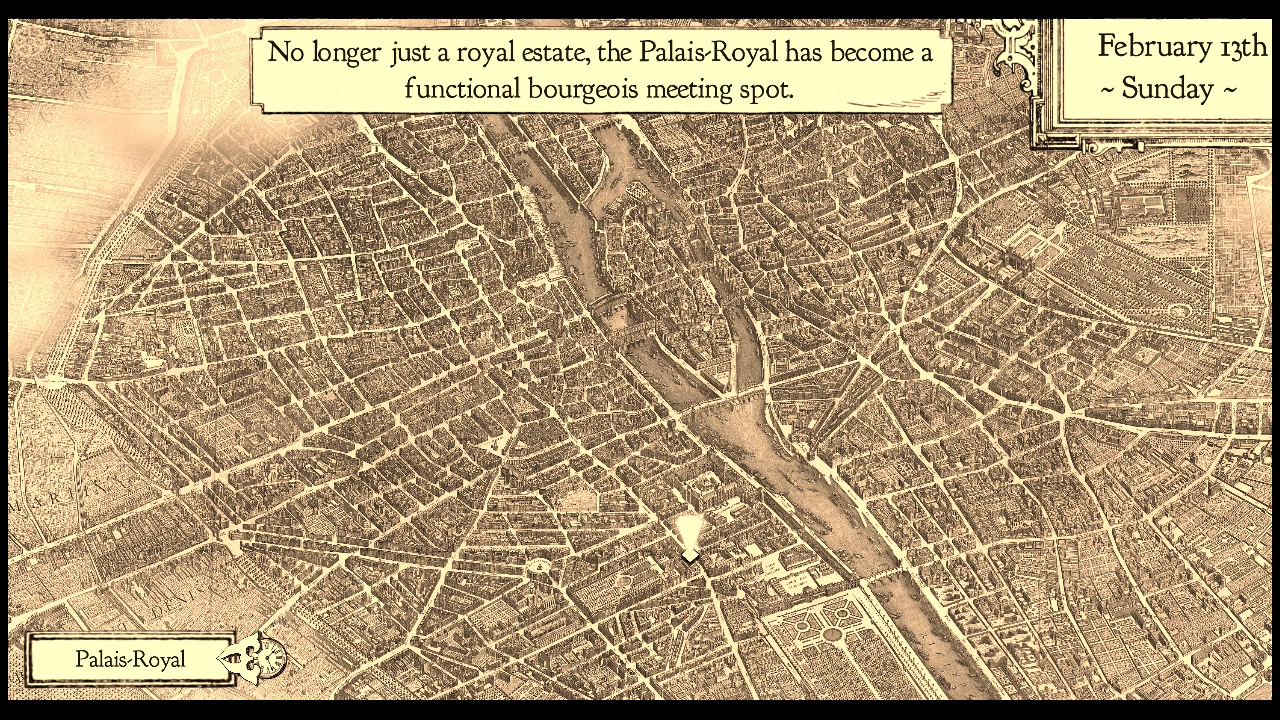 No longer just a royal estate, the Palais-Royal has become a
functional bourgeois meeting spot.
February 13th
~ Sunday ~
Palais-Royal